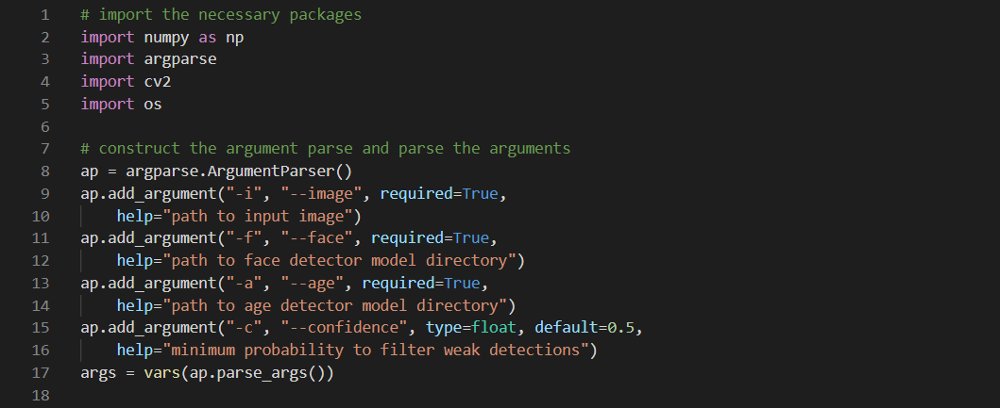 1 # import the necessary packages
2 import numpy as np
3 import argparse
4 import cv2
5 import os
6
7 # construct the argument parse and parse the arguments
8 ap = argparse.ArgumentParser()
9 ap.add_argument("-i", "--image", required=True,
10     help="path to input image")
11 ap.add_argument("-f", "--face", required=True,
12     help="path to face detector model directory")
13 ap.add_argument("-a", "--age", required=True,
14     help="path to age detector model directory")
15 ap.add_argument("-c", "--confidence", type=float, default=0.5,
16     help="minimum probability to filter weak detections")
17 args = vars(ap.parse_args())
18